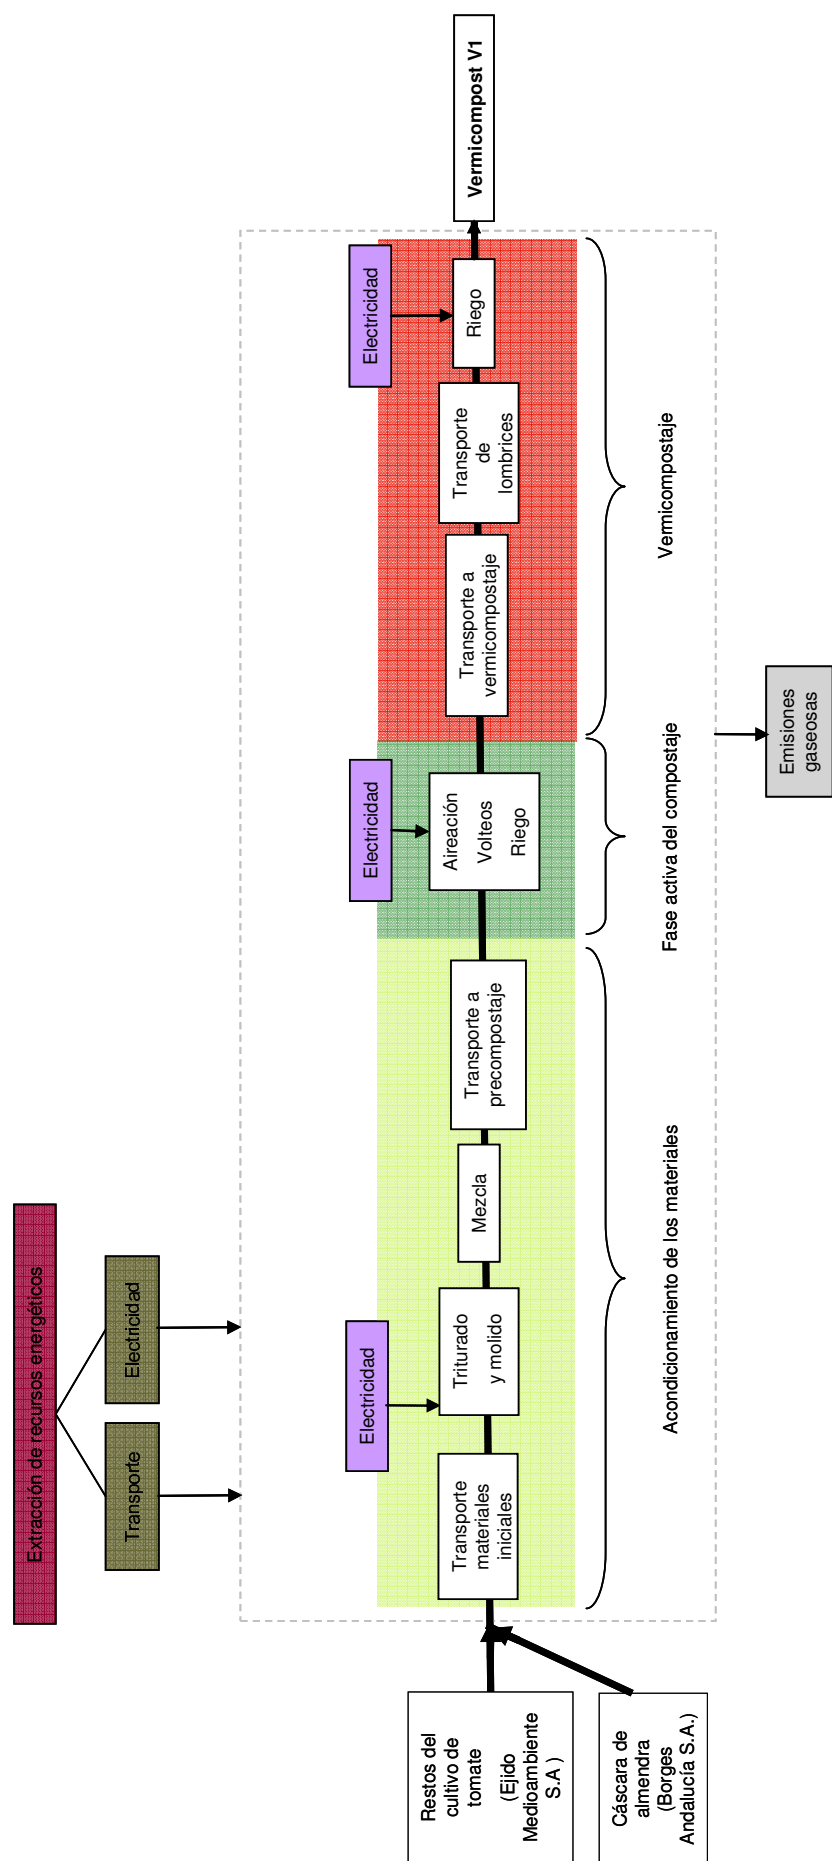 Extracción de recursos energéticos
Transporte
Electricidad
Restos del
cultivo de
tomate
(Ejido
Medioambiente
S.A )
Cáscara de
almendra
(Borges
Andalucía S.A.)
Electricidad
Electricidad
Electricidad
Transporte
materiales
iniciales
Triturado
y molido
Mezcla
Transporte a
precompostaje
Aireación
Volteos
Riego
Transporte a
vermicompostaje
Transporte
de
lombrices
Riego
Vermicompost V1
Acondicionamiento de los materiales
Fase activa del compostaje
Vermicompostaje
Emisiones
gaseosas